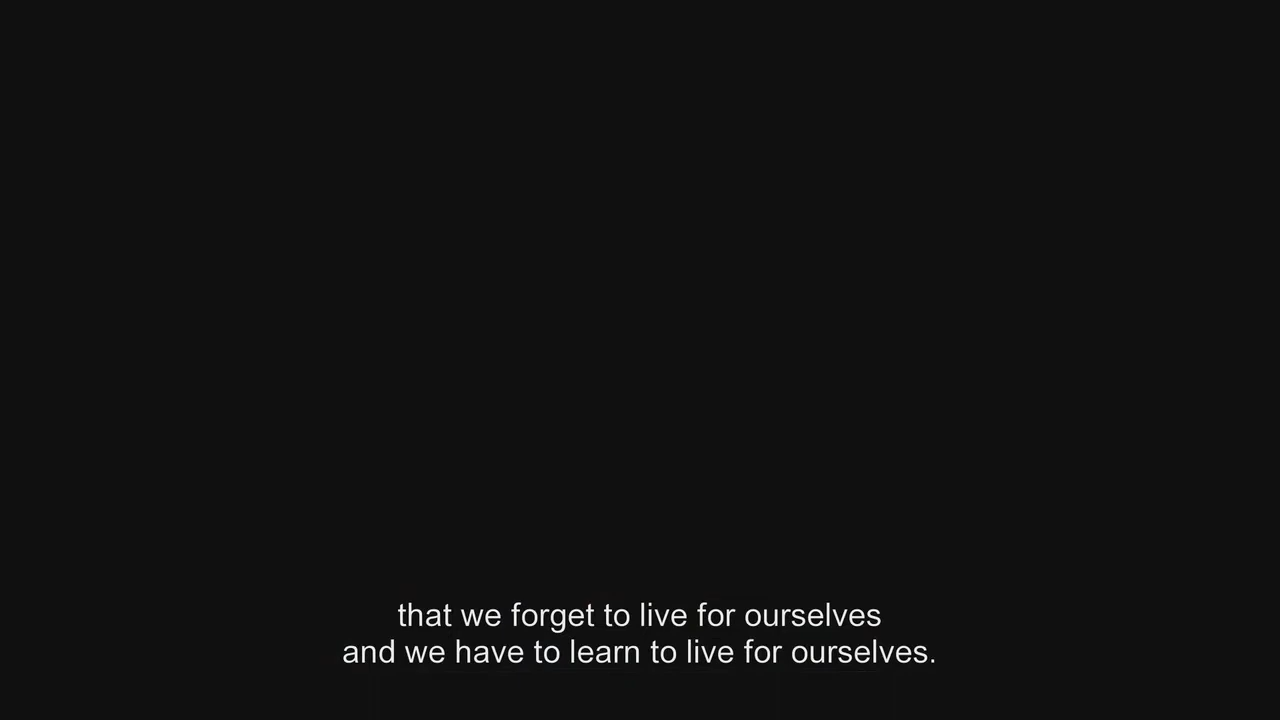 that we forget to live for ourselves
and we have to learn to live for ourselves.